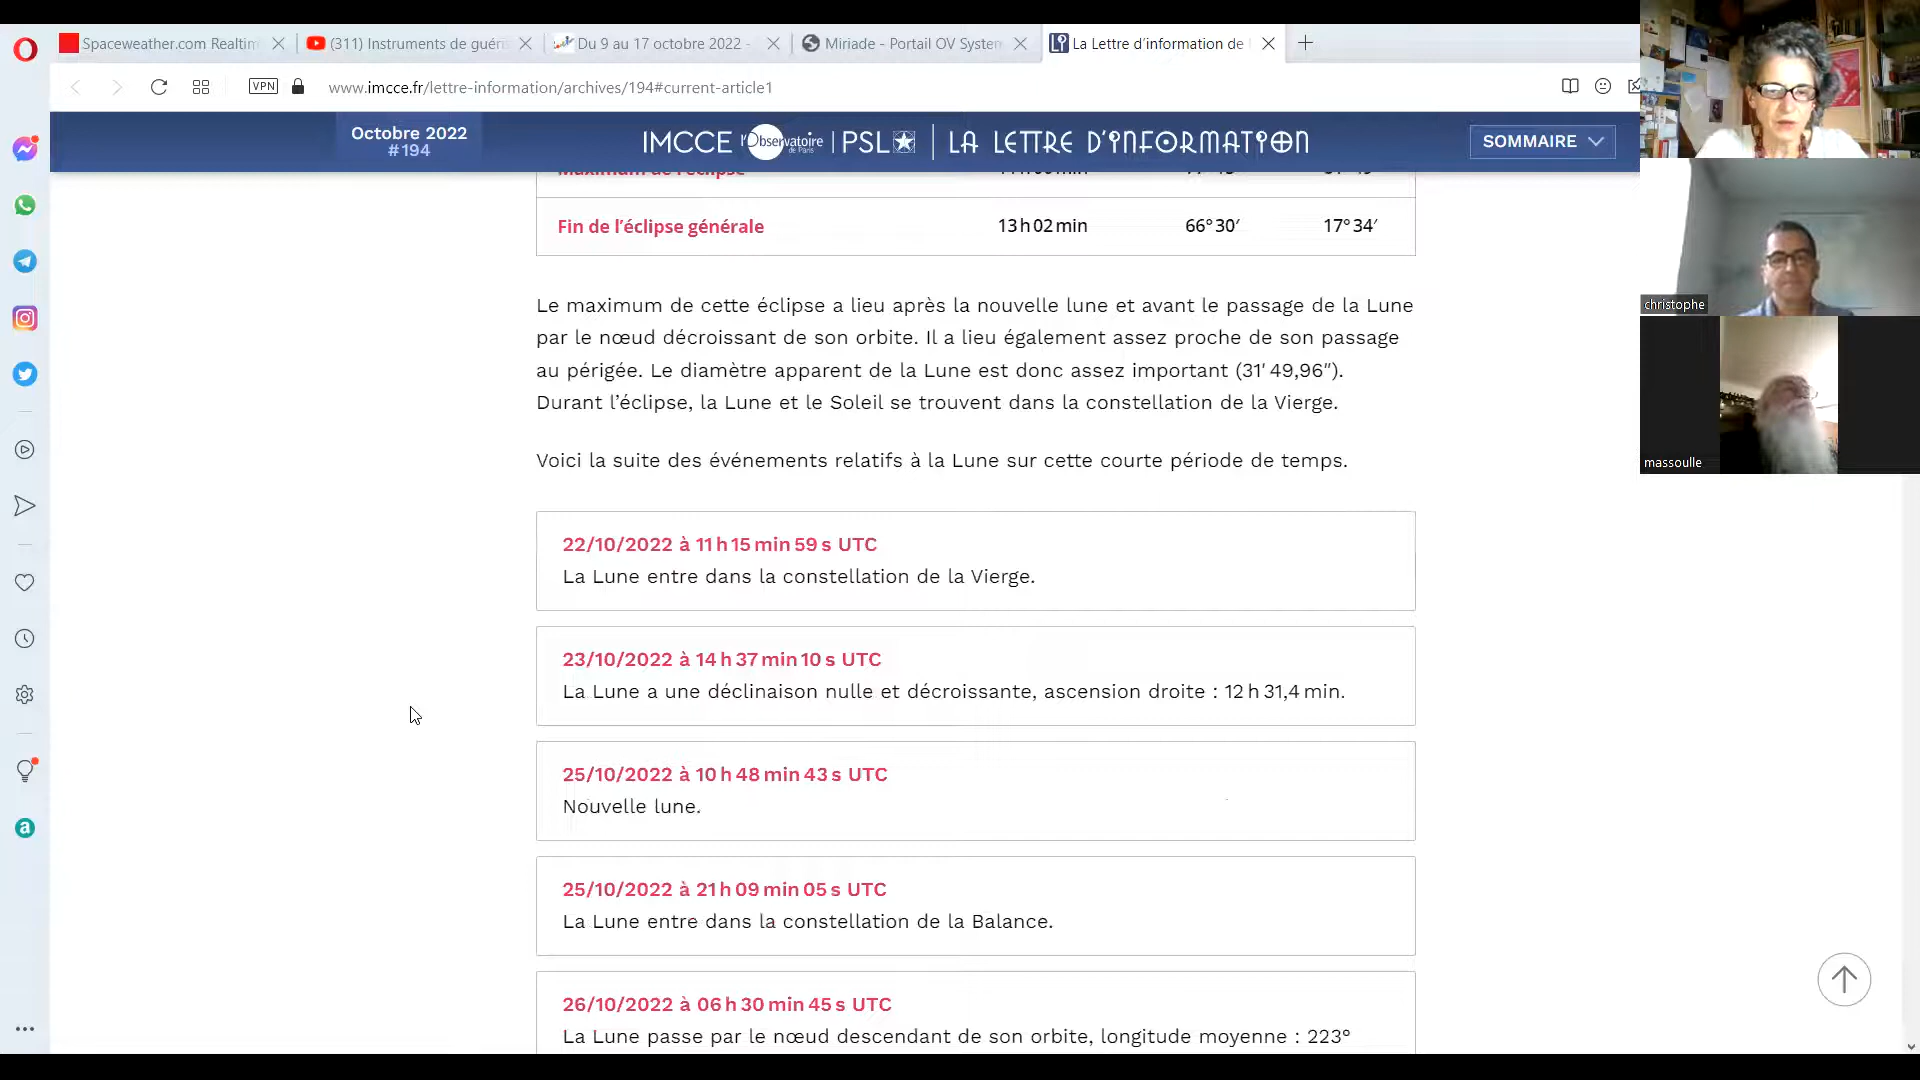 Spaceweather.com Realtim
(311) Instruments de guéris
Du 9 au 17 octobre 2022 -
Miriade - Portail OV System
La Lettre d'information de
VPN
www.imcce.fr/lettre-information/archives/194#current-article1
Octobre 2022
#194
IMCCE l'Observatoire de Paris | PSL | LA LETTRE D'INFORMATION
SOMMAIRE
Maximum de l'éclipse
Fin de l'éclipse générale 13 h 02 min 66° 30′ 17° 34′
Le maximum de cette éclipse a lieu après la nouvelle lune et avant le passage de la Lune
par le nœud décroissant de son orbite. Il a lieu également assez proche de son passage
au périgée. Le diamètre apparent de la Lune est donc assez important (31′ 49,96″).
Durant l'éclipse, la Lune et le Soleil se trouvent dans la constellation de la Vierge.
Voici la suite des événements relatifs à la Lune sur cette courte période de temps.
22/10/2022 à 11 h 15 min 59 s UTC
La Lune entre dans la constellation de la Vierge.
23/10/2022 à 14 h 37 min 10 s UTC
La Lune a une déclinaison nulle et décroissante, ascension droite : 12 h 31,4 min.
25/10/2022 à 10 h 48 min 43 s UTC
Nouvelle lune.
25/10/2022 à 21 h 09 min 05 s UTC
La Lune entre dans la constellation de la Balance.
26/10/2022 à 06 h 30 min 45 s UTC
La Lune passe par le nœud descendant de son orbite, longitude moyenne : 223°
christophe
massoulle